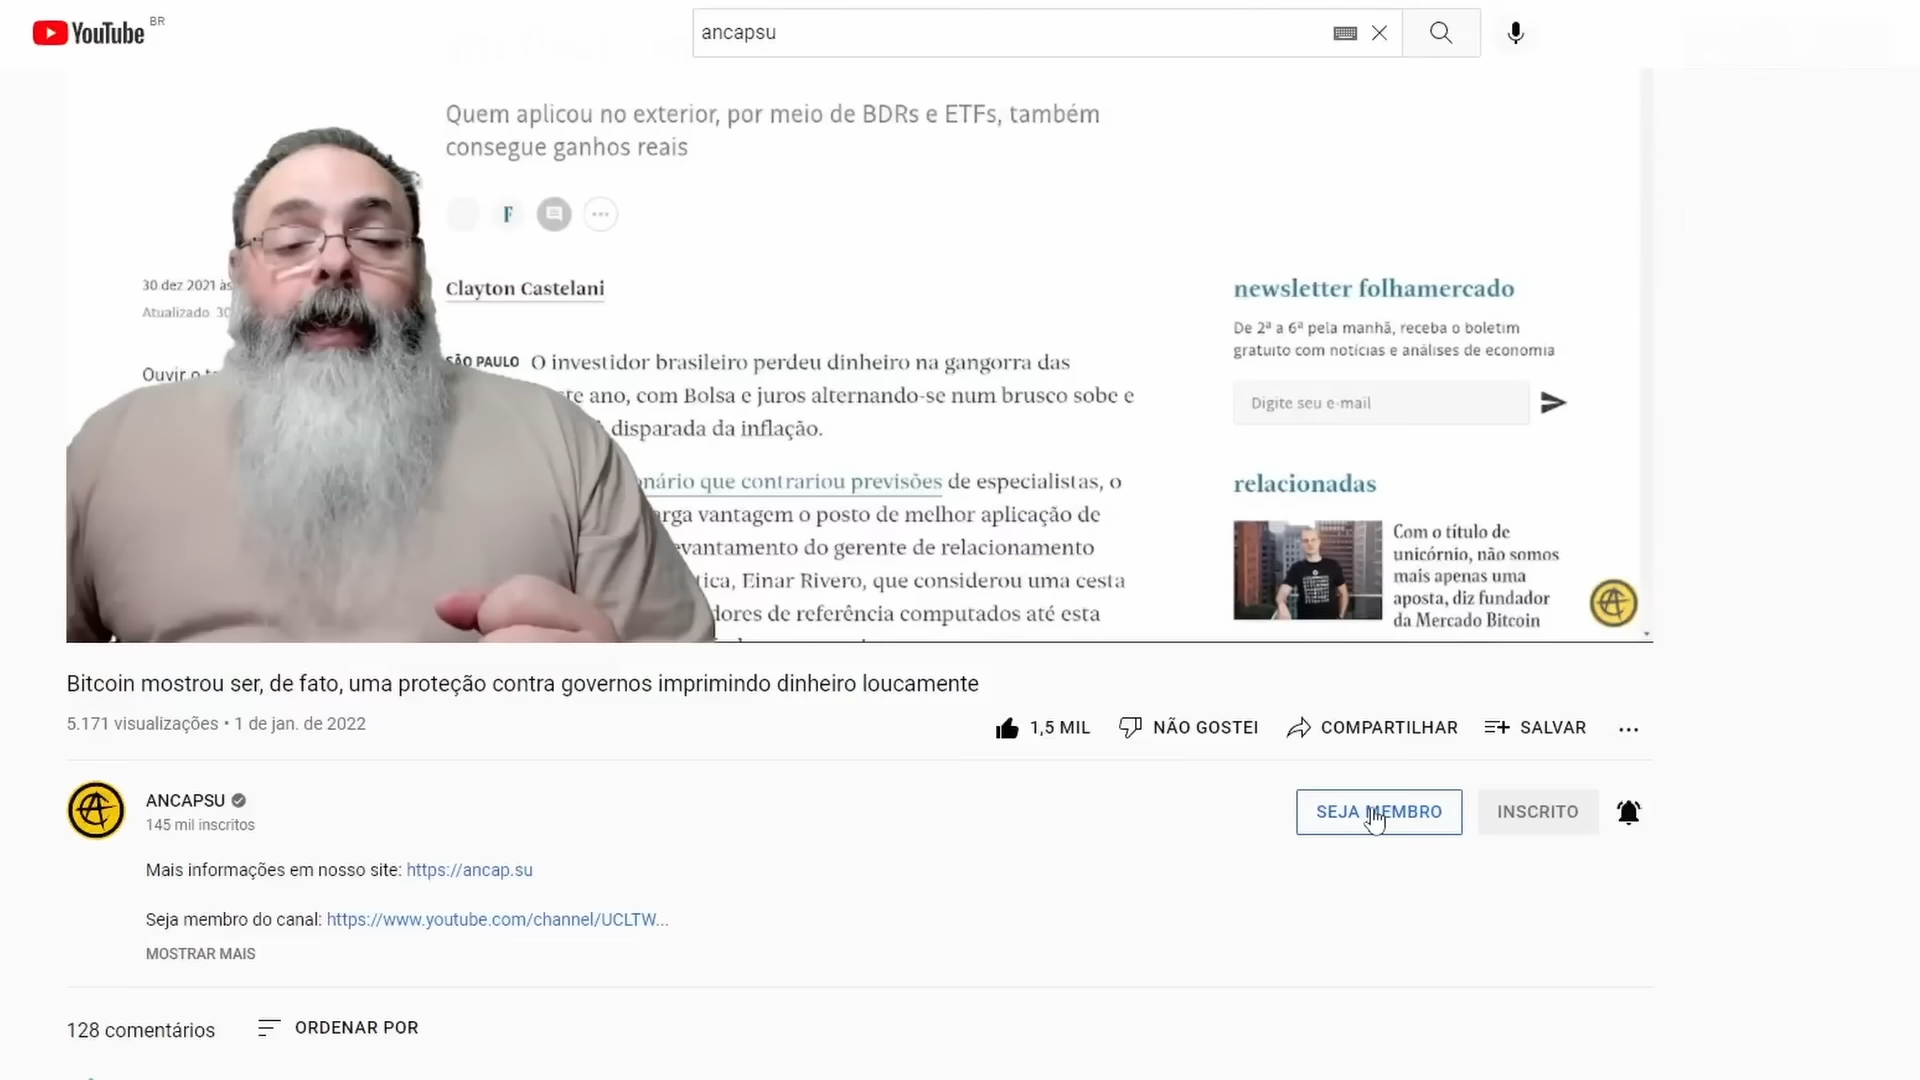 YouTube BR
ancapsu
Quem aplicou no exterior, por meio de BDRs e ETFs, também
consegue ganhos reais
F
30 dez 2021 às
Atualizado 30
Clayton Castelani
Ouvir o
SÃO PAULO O investidor brasileiro perdeu dinheiro na gangorra das
te ano, com Bolsa e juros alternando-se num brusco sobe e
disparada da inflação.
nário que contrariou previsões de especialistas, o
arga vantagem o posto de melhor aplicação de
evantamento do gerente de relacionamento
tica, Einar Rivero, que considerou uma cesta
dores de referência computados até esta
newsletter folhamercado
De 2ª a 6ª pela manhã, receba o boletim
gratuito com notícias e análises de economia
Digite seu e-mail
relacionadas
Com o título de
unicórnio, não somos
mais apenas uma
aposta, diz fundador
da Mercado Bitcoin
Bitcoin mostrou ser, de fato, uma proteção contra governos imprimindo dinheiro loucamente
5.171 visualizações • 1 de jan. de 2022
1,5 MIL NÃO GOSTEI COMPARTILHAR SALVAR ...
ANCAPSU
145 mil inscritos
SEJA MEMBRO INSCRITO
Mais informações em nosso site: https://ancap.su
Seja membro do canal: https://www.youtube.com/channel/UCLTW...
MOSTRAR MAIS
128 comentários ORDENAR POR